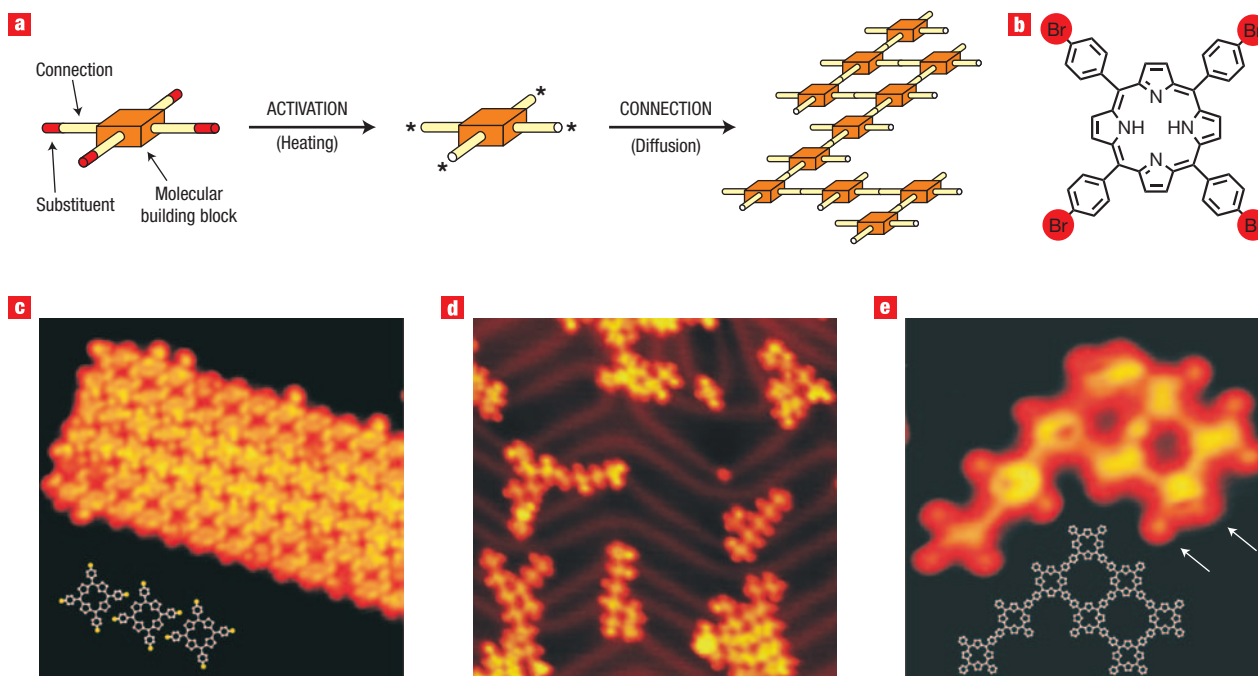 a
Connection
Substituent
Molecular
building block
ACTIVATION
(Heating)
*
*
*
*
CONNECTION
(Diffusion)
b
Br
Br
N
NH
HN
N
Br
Br
c
d
e